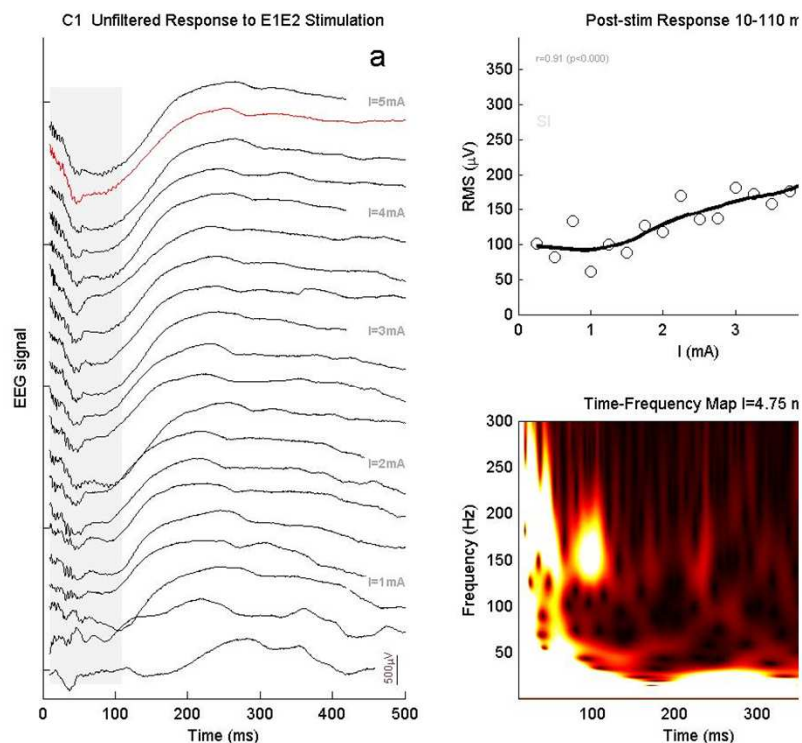 C1 Unfiltered Response to E1E2 Stimulation
a
I=5mA
I=4mA
I=3mA
I=2mA
I=1mA
500µV
EEG signal
0 100 200 300 400 500
Time (ms)
Post-stim Response 10-110 m
r=0.91 (p<0.000)
SI
350
300
250
200
150
100
50
0
RMS (µV)
0 1 2 3
I (mA)
Time-Frequency Map I=4.75 m
300
250
200
150
100
50
Frequency (Hz)
100 200 300
Time (ms)